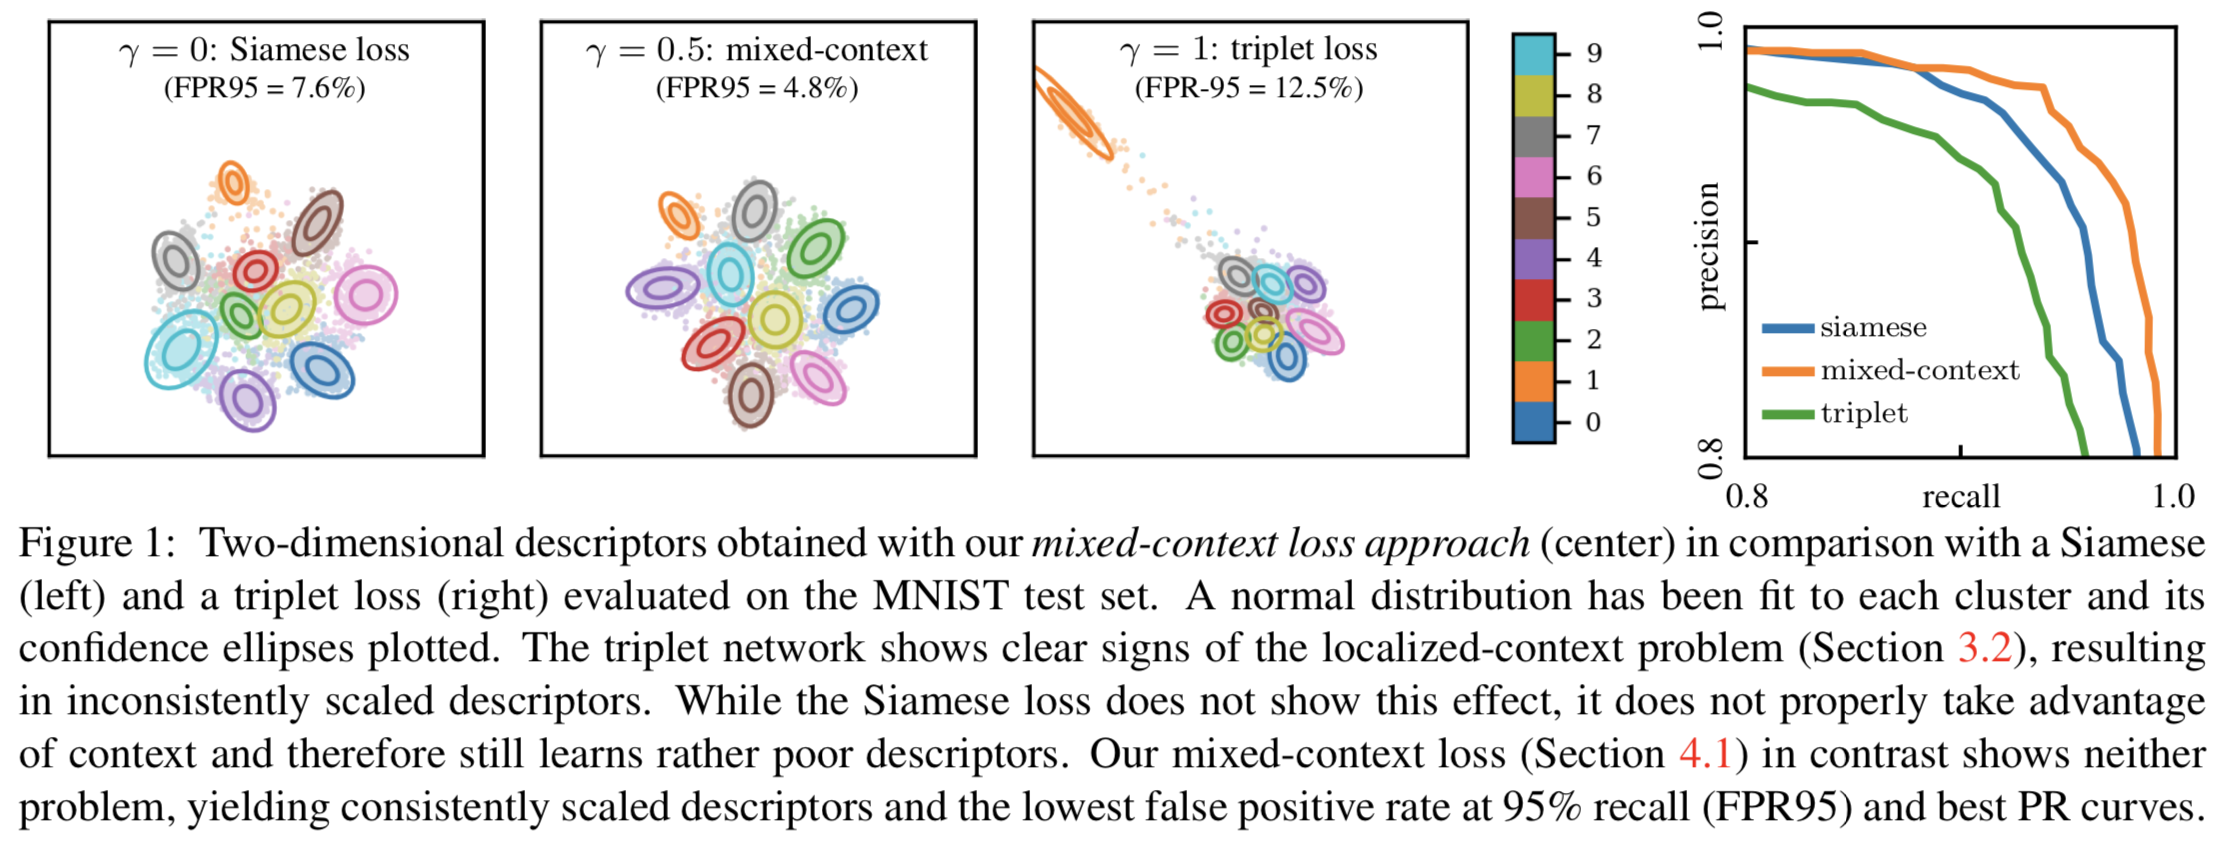 γ = 0: Siamese loss
(FPR95 = 7.6%)
γ = 0.5: mixed-context
(FPR95 = 4.8%)
γ = 1: triplet loss
(FPR-95 = 12.5%)
9
8
7
6
5
4
3
2
1
0
1.0
precision
0.8
siamese
mixed-context
triplet
0.8
recall
1.0
Figure 1: Two-dimensional descriptors obtained with our mixed-context loss approach (center) in comparison with a Siamese
(left) and a triplet loss (right) evaluated on the MNIST test set. A normal distribution has been fit to each cluster and its
confidence ellipses plotted. The triplet network shows clear signs of the localized-context problem (Section 3.2), resulting
in inconsistently scaled descriptors. While the Siamese loss does not show this effect, it does not properly take advantage
of context and therefore still learns rather poor descriptors. Our mixed-context loss (Section 4.1) in contrast shows neither
problem, yielding consistently scaled descriptors and the lowest false positive rate at 95% recall (FPR95) and best PR curves.